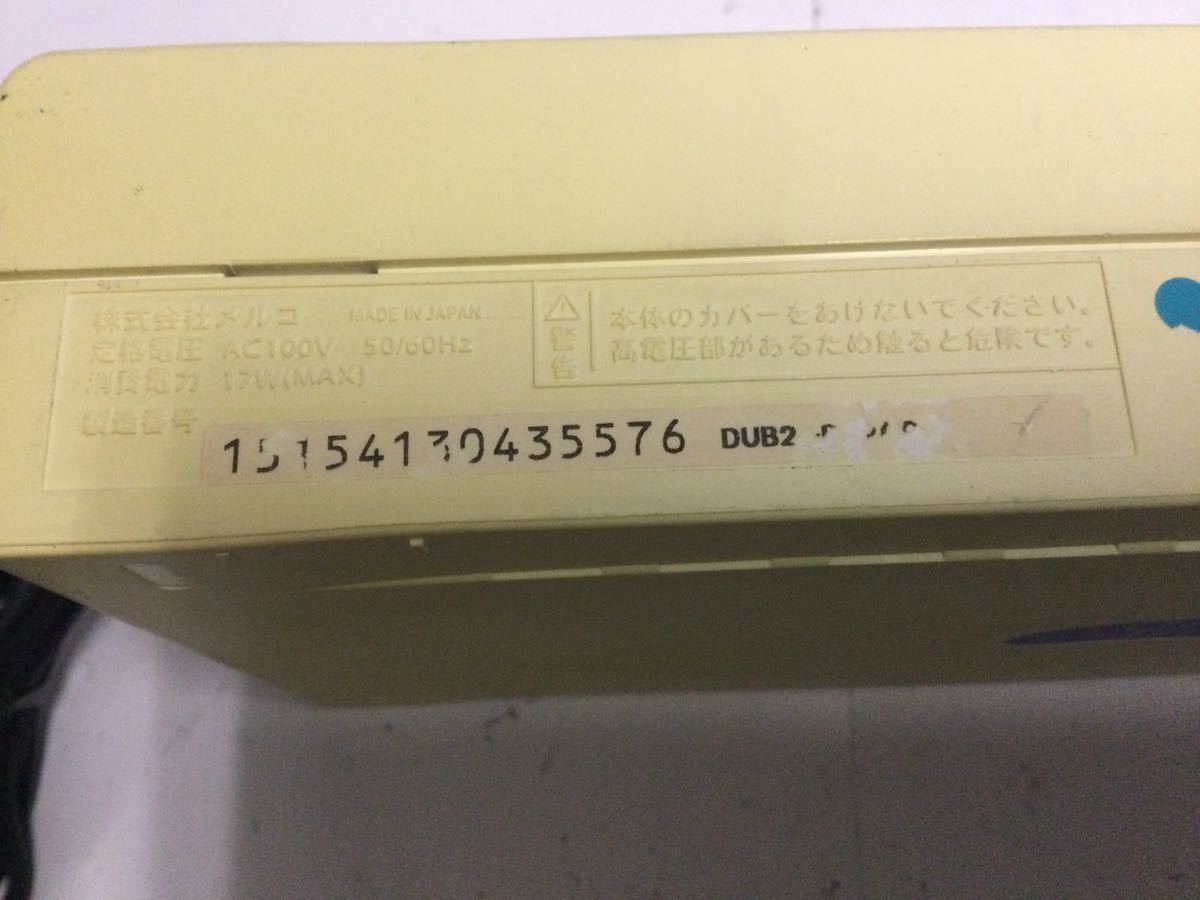 株式会社メルコ MADE IN JAPAN
定格電圧 AC100V 50/60Hz
消費電力 17W(MAX)
製造番号
15154130435576 DUB2
警告
本体のカバーをあけないでください。
高電圧部があるため触ると危険です。